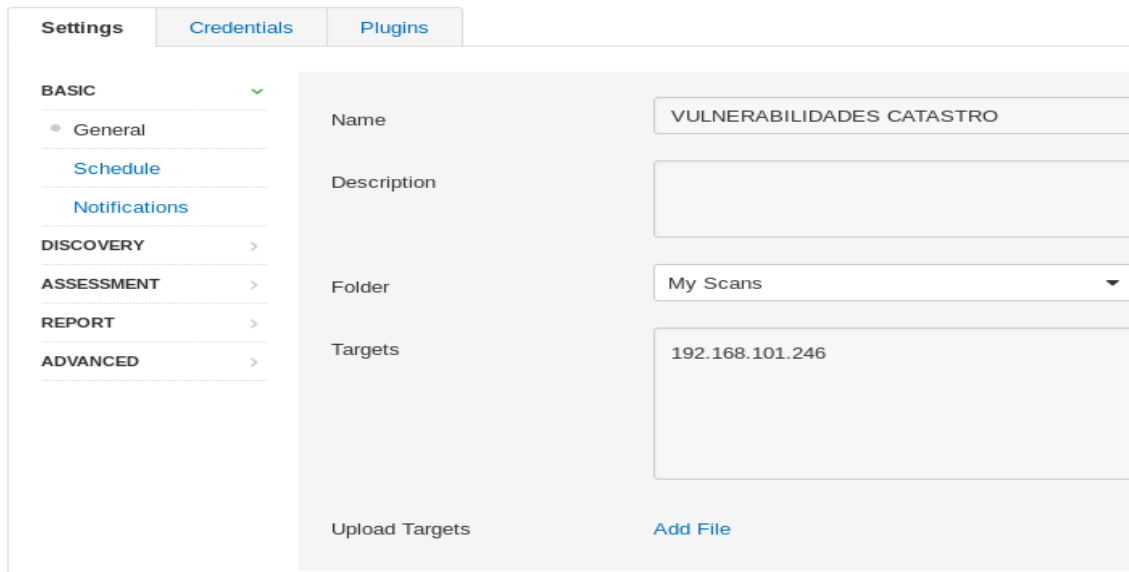 Settings Credentials Plugins
BASIC
General
Schedule
Notifications
DISCOVERY
ASSESSMENT
REPORT
ADVANCED
Name VULNERABILIDADES CATASTRO
Description
Folder My Scans
Targets 192.168.101.246
Upload Targets Add File